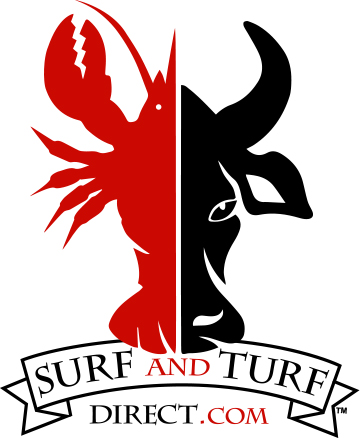 SURF AND TURF
DIRECT.COM ™